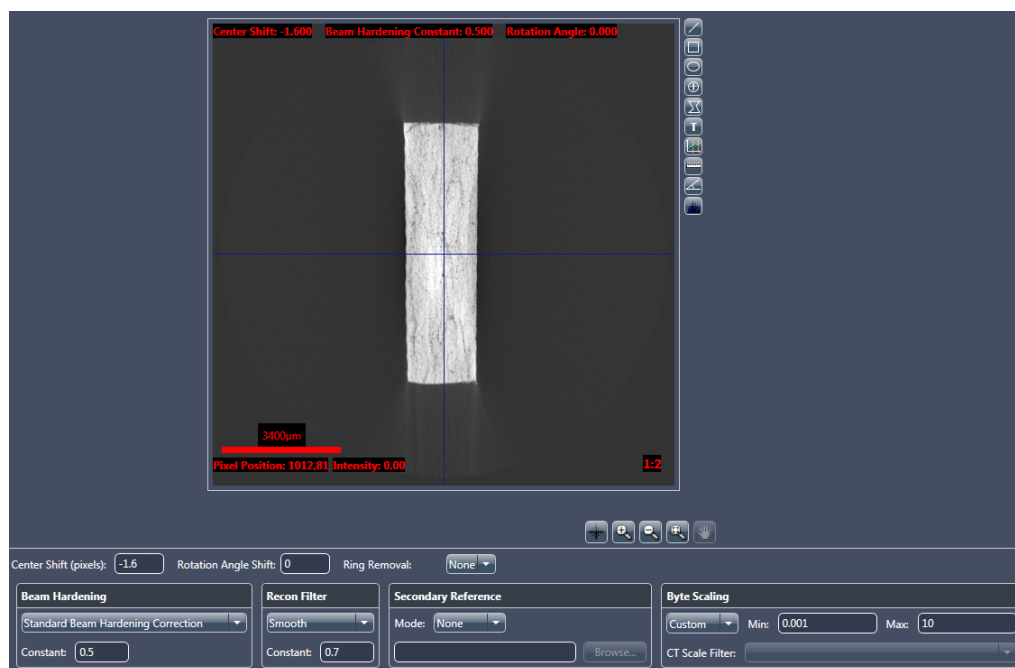 Center Shift: -1.600 Beam Hardening Constant: 0.500 Rotation Angle: 0.000
T
3400µm
Pixel Position: 1012,81 Intensity: 0.00 1:2
Center Shift (pixels): -1.6 Rotation Angle Shift: 0 Ring Removal: None
Beam Hardening Recon Filter Secondary Reference Byte Scaling
Standard Beam Hardening Correction Smooth Mode: None Custom Min: 0.001 Max: 10
Constant: 0.5 Constant: 0.7 Browse... CT Scale Filter: